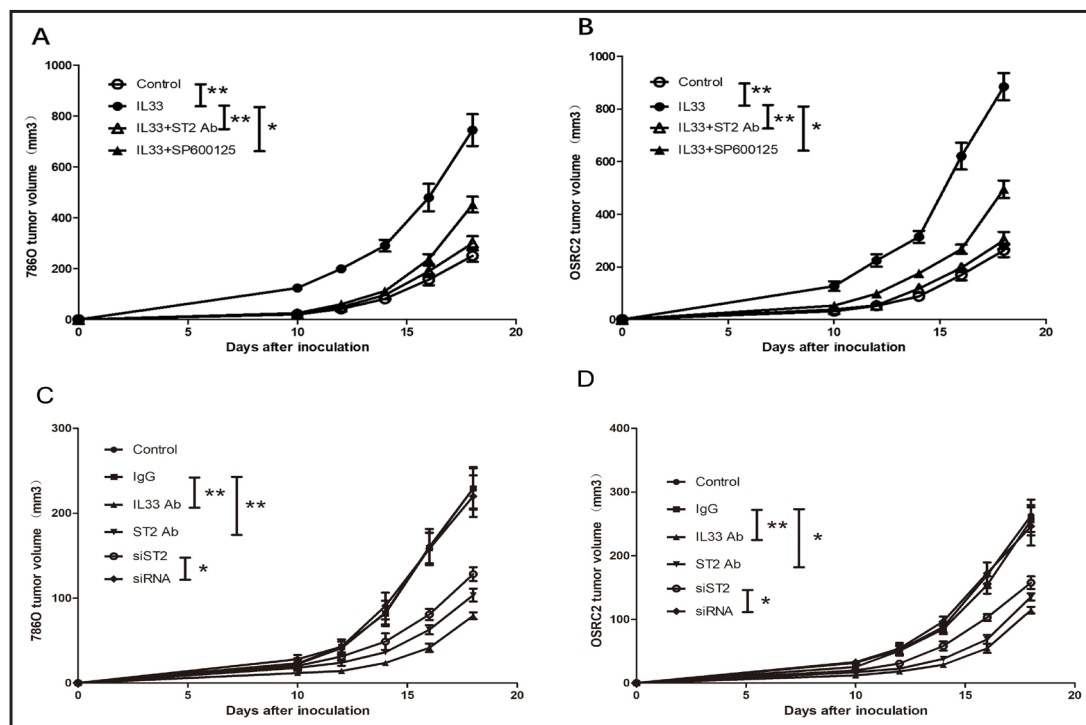 A
786O tumor volume (mm3)
1000
800
600
400
200
0
Control
IL33
IL33+ST2 Ab
IL33+SP600125
**
**
*
0
5
10
15
20
Days after inoculation
B
OSRC2 tumor volume (mm3)
1000
800
600
400
200
0
Control
IL33
IL33+ST2 Ab
IL33+SP600125
**
**
*
0
5
10
15
20
Days after inoculation
C
786O tumor volume (mm3)
300
200
100
0
Control
IgG
IL33 Ab
ST2 Ab
siST2
siRNA
**
**
*
0
5
10
15
20
Days after inoculation
D
OSRC2 tumor volume (mm3)
400
300
200
100
0
Control
IgG
IL33 Ab
ST2 Ab
siST2
siRNA
**
*
*
0
5
10
15
20
Days after inoculation